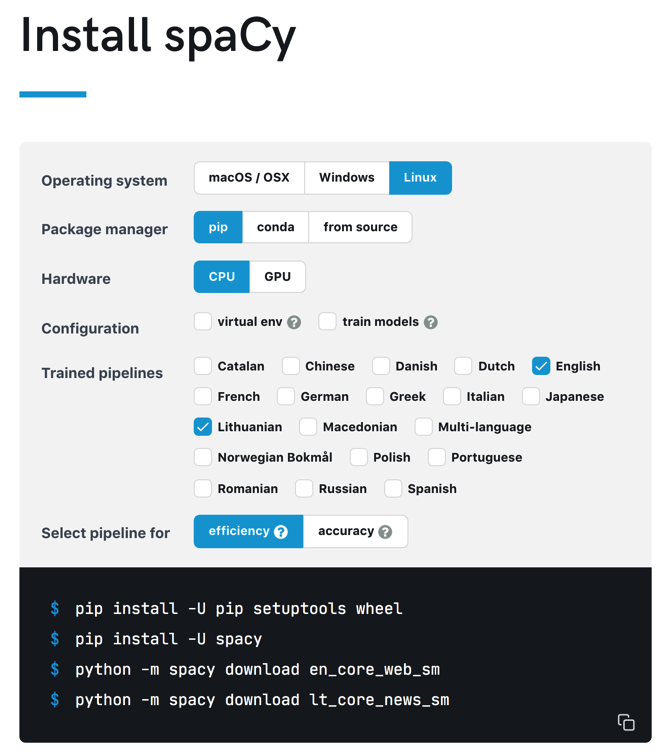 Install spaCy
Operating system macOS / OSX Windows Linux
Package manager pip conda from source
Hardware CPU GPU
Configuration virtual env ? train models ?
Trained pipelines Catalan Chinese Danish Dutch English
French German Greek Italian Japanese
Lithuanian Macedonian Multi-language
Norwegian Bokmål Polish Portuguese
Romanian Russian Spanish
Select pipeline for efficiency ? accuracy ?
$ pip install -U pip setuptools wheel
$ pip install -U spacy
$ python -m spacy download en_core_web_sm
$ python -m spacy download lt_core_news_sm